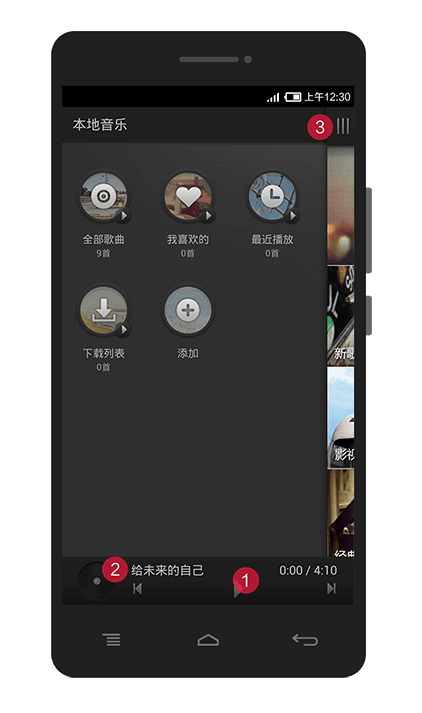 上午12:30
本地音乐
3
全部歌曲
9首
我喜欢的
0首
最近播放
0首
下载列表
0首
添加
新歌
影视
经典
2
给未来的自己
0:00 / 4:10
1